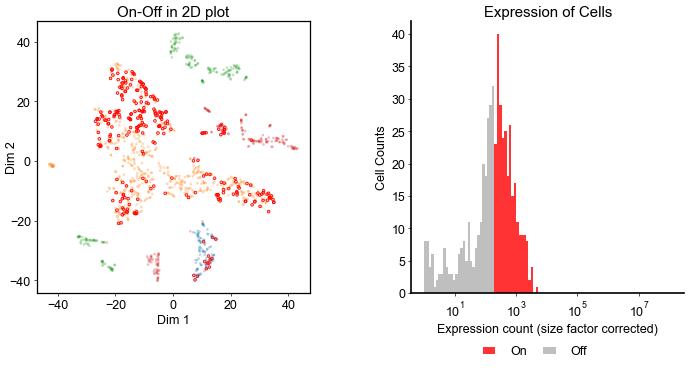 On-Off in 2D plot
Expression of Cells
40
20
0
−20
−40
Dim 2
−40
−20
0
20
40
Dim 1
40
35
30
25
20
15
10
5
0
Cell Counts
10^1
10^3
10^5
10^7
Expression count (size factor corrected)
On
Off